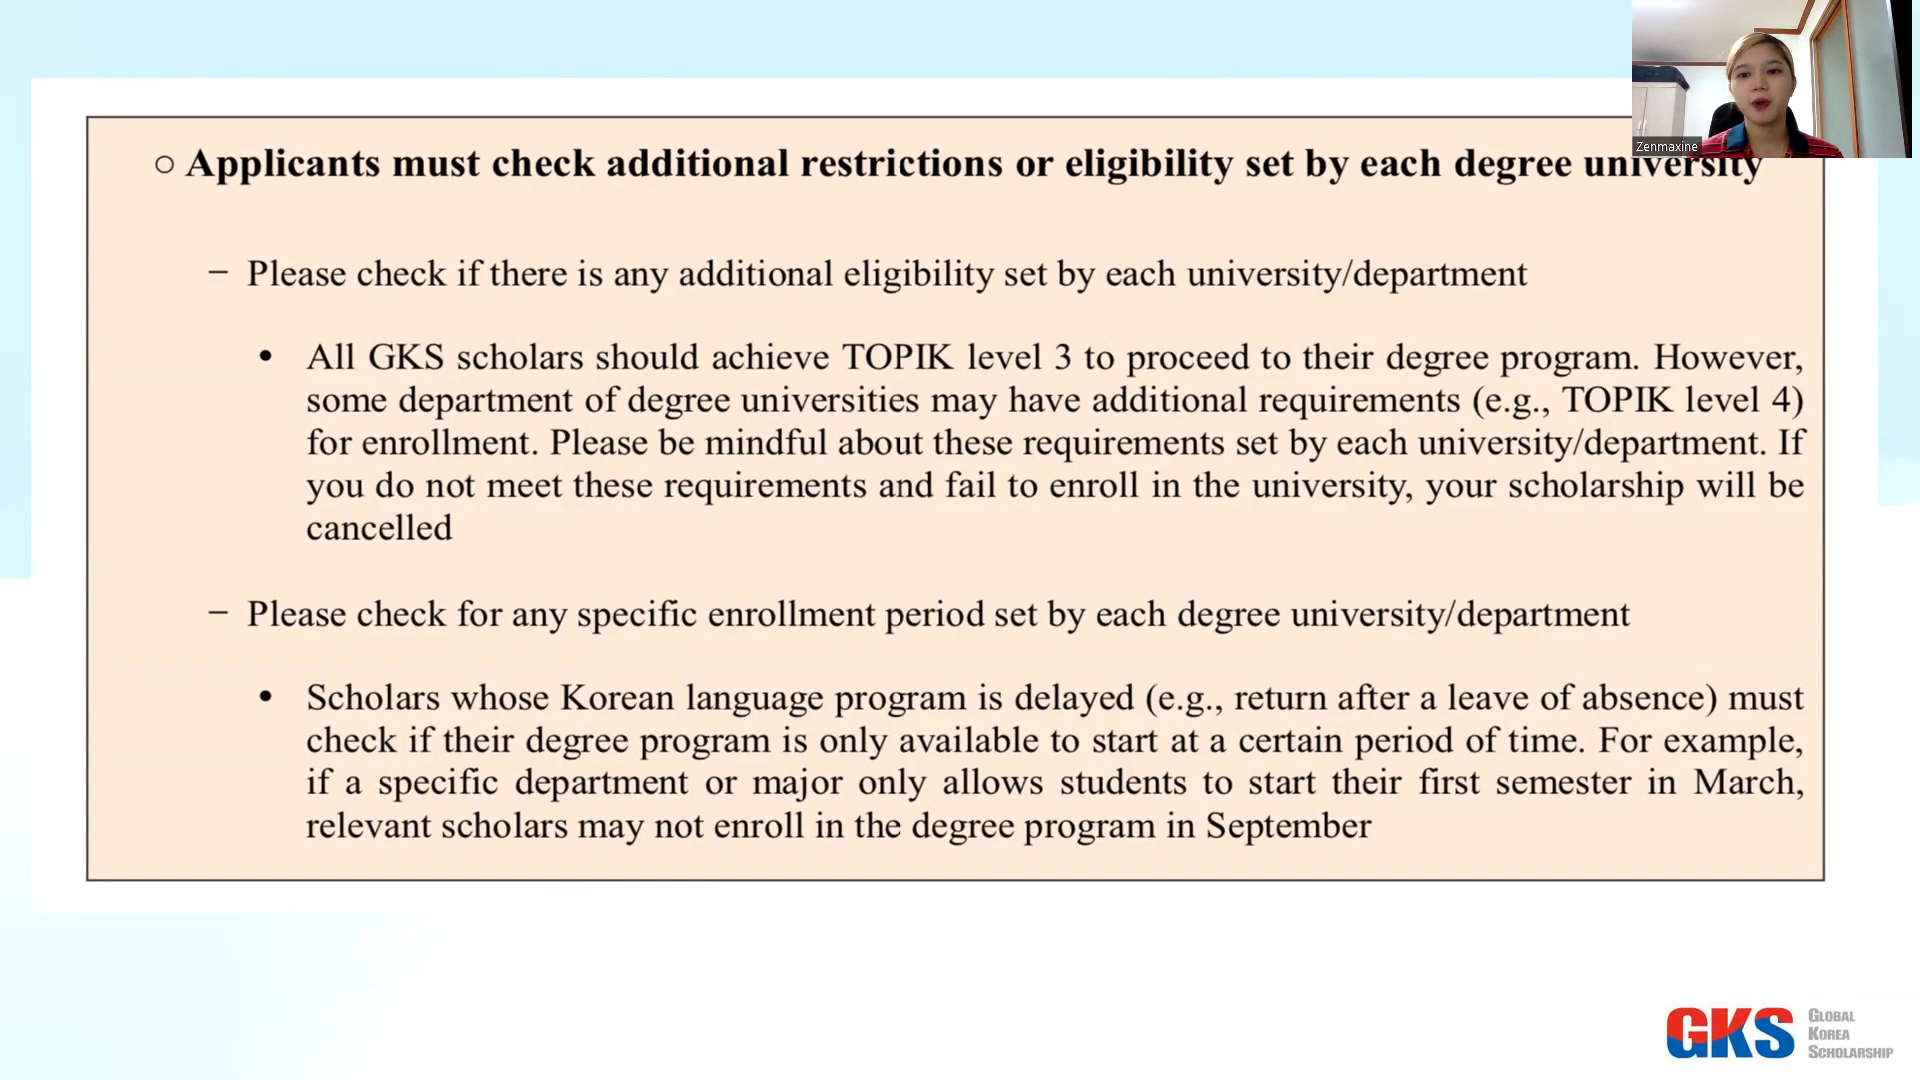 Zenmaxine
○ Applicants must check additional restrictions or eligibility set by each degree university
− Please check if there is any additional eligibility set by each university/department
• All GKS scholars should achieve TOPIK level 3 to proceed to their degree program. However,
some department of degree universities may have additional requirements (e.g., TOPIK level 4)
for enrollment. Please be mindful about these requirements set by each university/department. If
you do not meet these requirements and fail to enroll in the university, your scholarship will be
cancelled
− Please check for any specific enrollment period set by each degree university/department
• Scholars whose Korean language program is delayed (e.g., return after a leave of absence) must
check if their degree program is only available to start at a certain period of time. For example,
if a specific department or major only allows students to start their first semester in March,
relevant scholars may not enroll in the degree program in September
GKS
GLOBAL
KOREA
SCHOLARSHIP